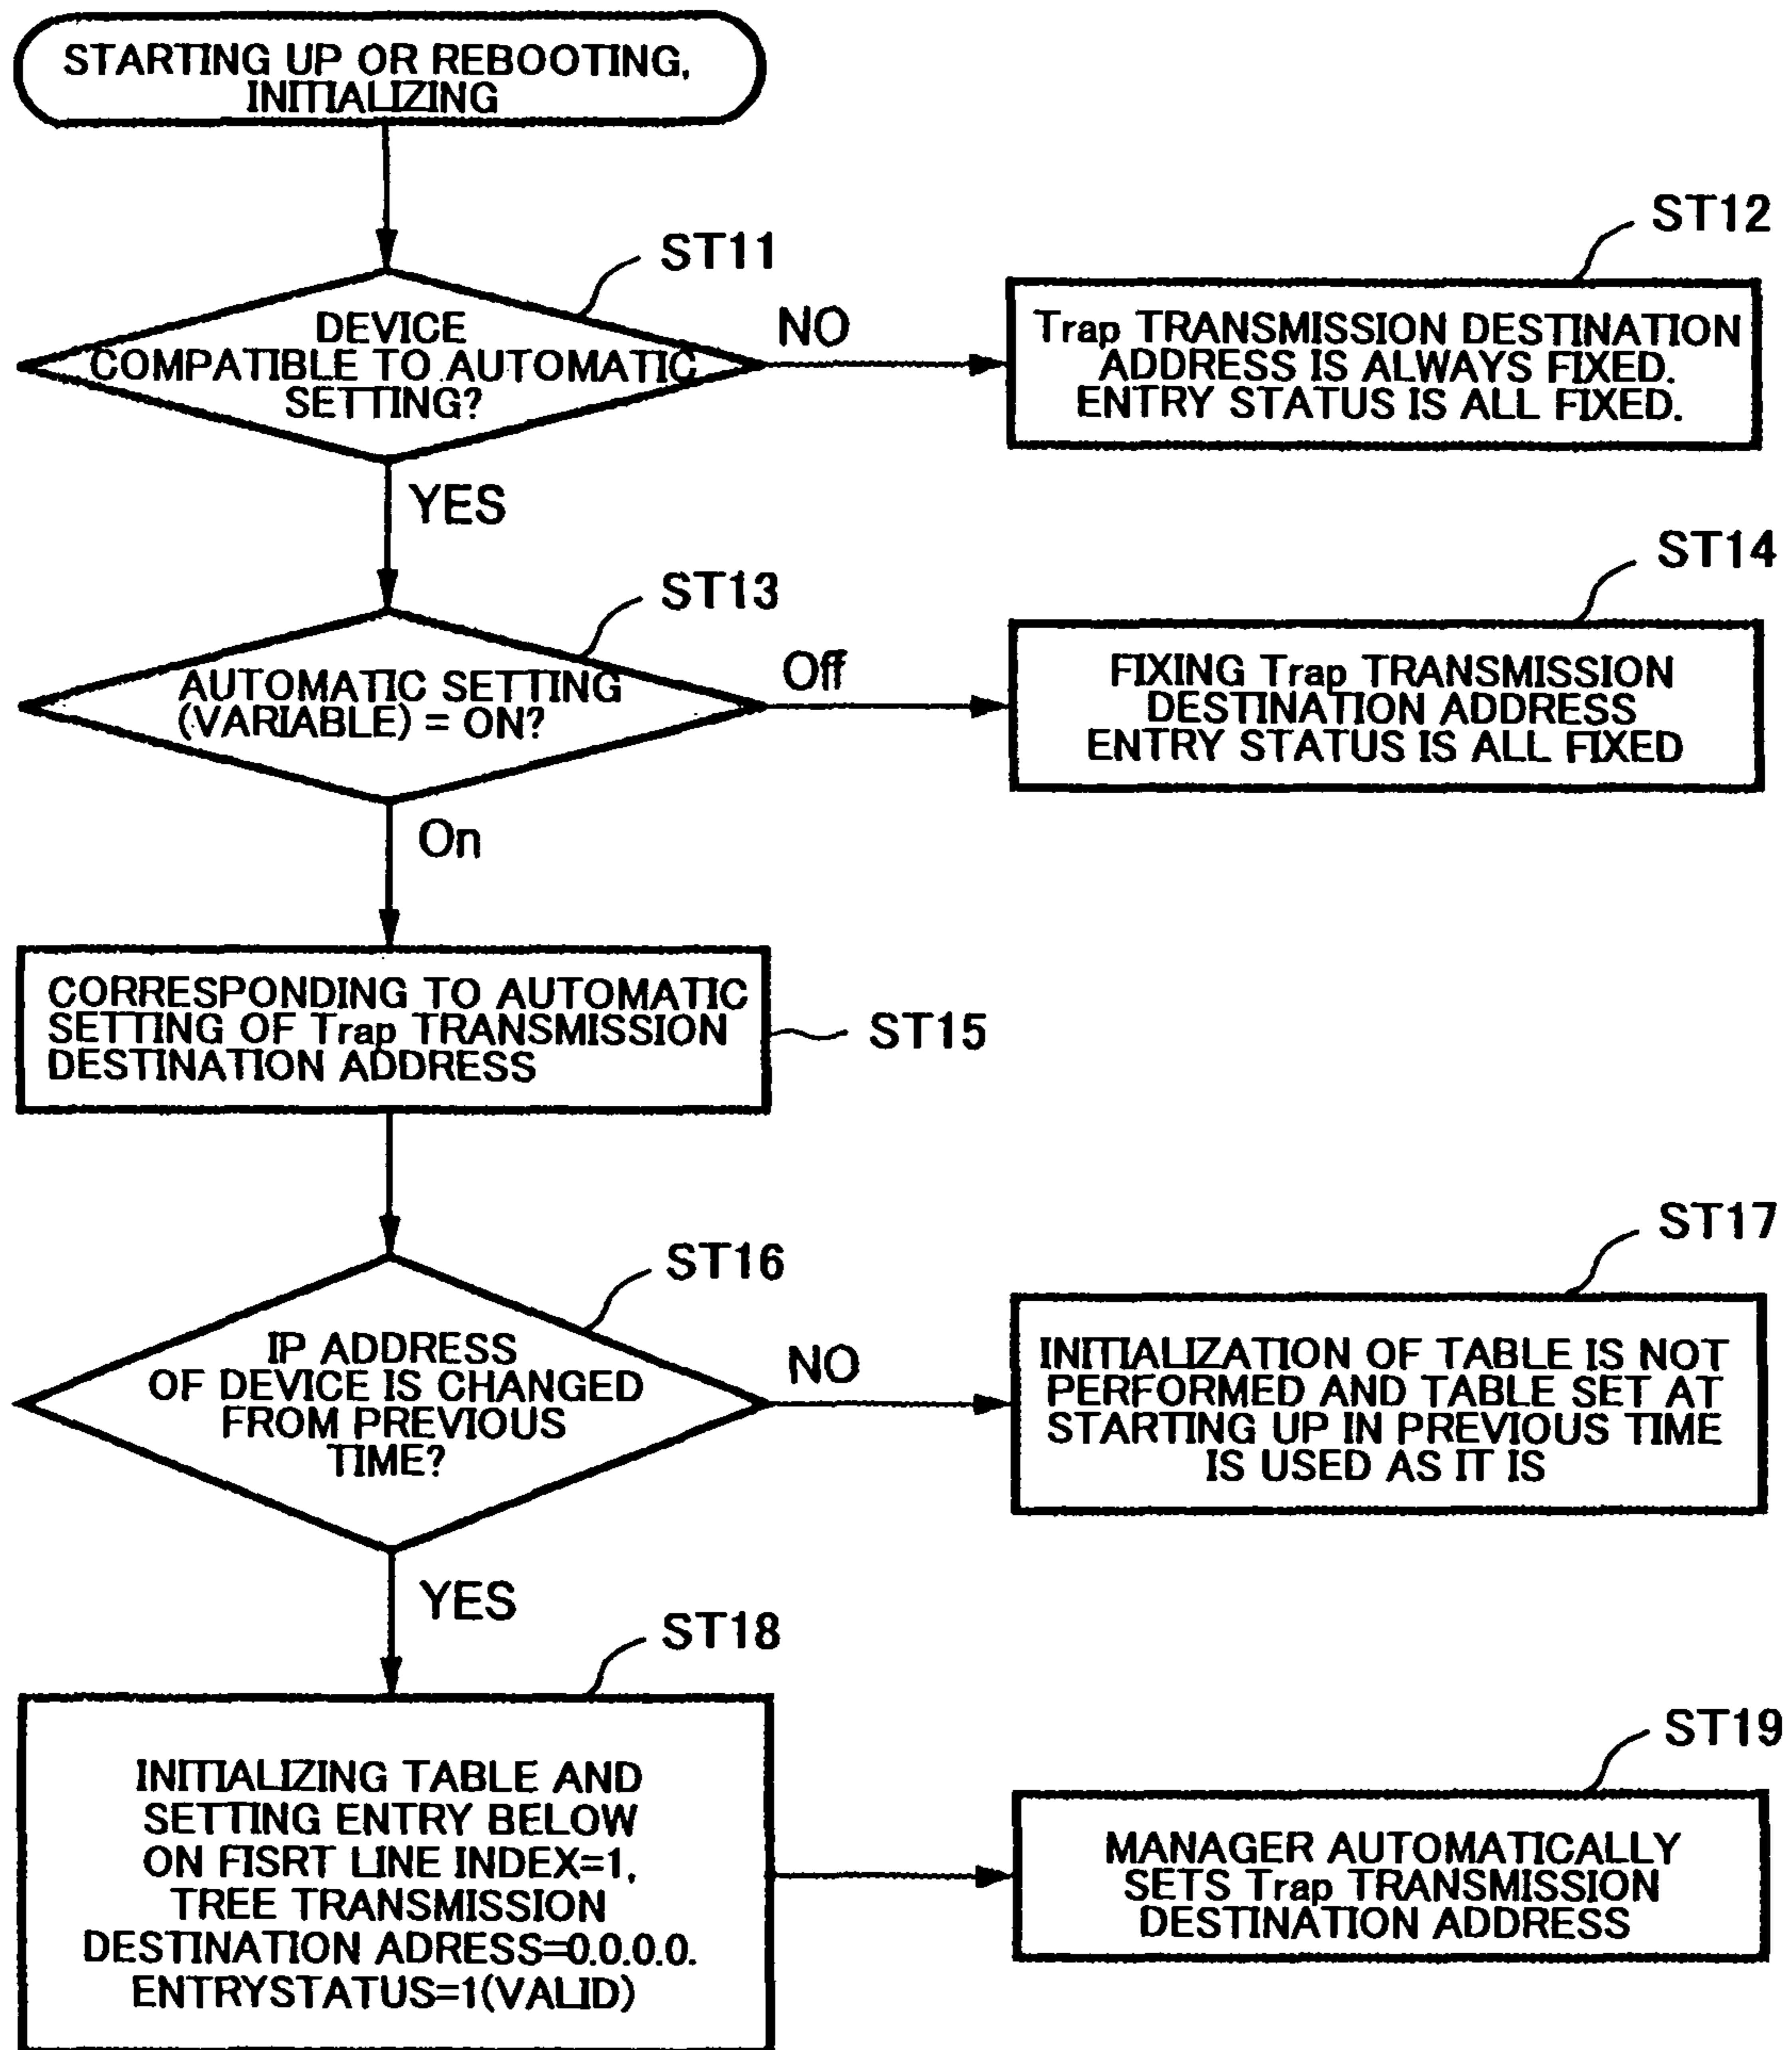 STARTING UP OR REBOOTING,
INITIALIZING
ST11
DEVICE
COMPATIBLE TO AUTOMATIC
SETTING?
NO
ST12
Trap TRANSMISSION DESTINATION
ADDRESS IS ALWAYS FIXED.
ENTRY STATUS IS ALL FIXED.
YES
ST13
AUTOMATIC SETTING
(VARIABLE) = ON?
Off
ST14
FIXING Trap TRANSMISSION
DESTINATION ADDRESS
ENTRY STATUS IS ALL FIXED
On
CORRESPONDING TO AUTOMATIC
SETTING OF Trap TRANSMISSION
DESTINATION ADDRESS
ST15
ST16
IP ADDRESS
OF DEVICE IS CHANGED
FROM PREVIOUS
TIME?
NO
ST17
INITIALIZATION OF TABLE IS NOT
PERFORMED AND TABLE SET AT
STARTING UP IN PREVIOUS TIME
IS USED AS IT IS
YES
ST18
INITIALIZING TABLE AND
SETTING ENTRY BELOW
ON FISRT LINE INDEX=1,
TREE TRANSMISSION
DESTINATION ADRESS=0.0.0.0.
ENTRYSTATUS=1(VALID)
ST19
MANAGER AUTOMATICALLY
SETS Trap TRANSMISSION
DESTINATION ADDRESS